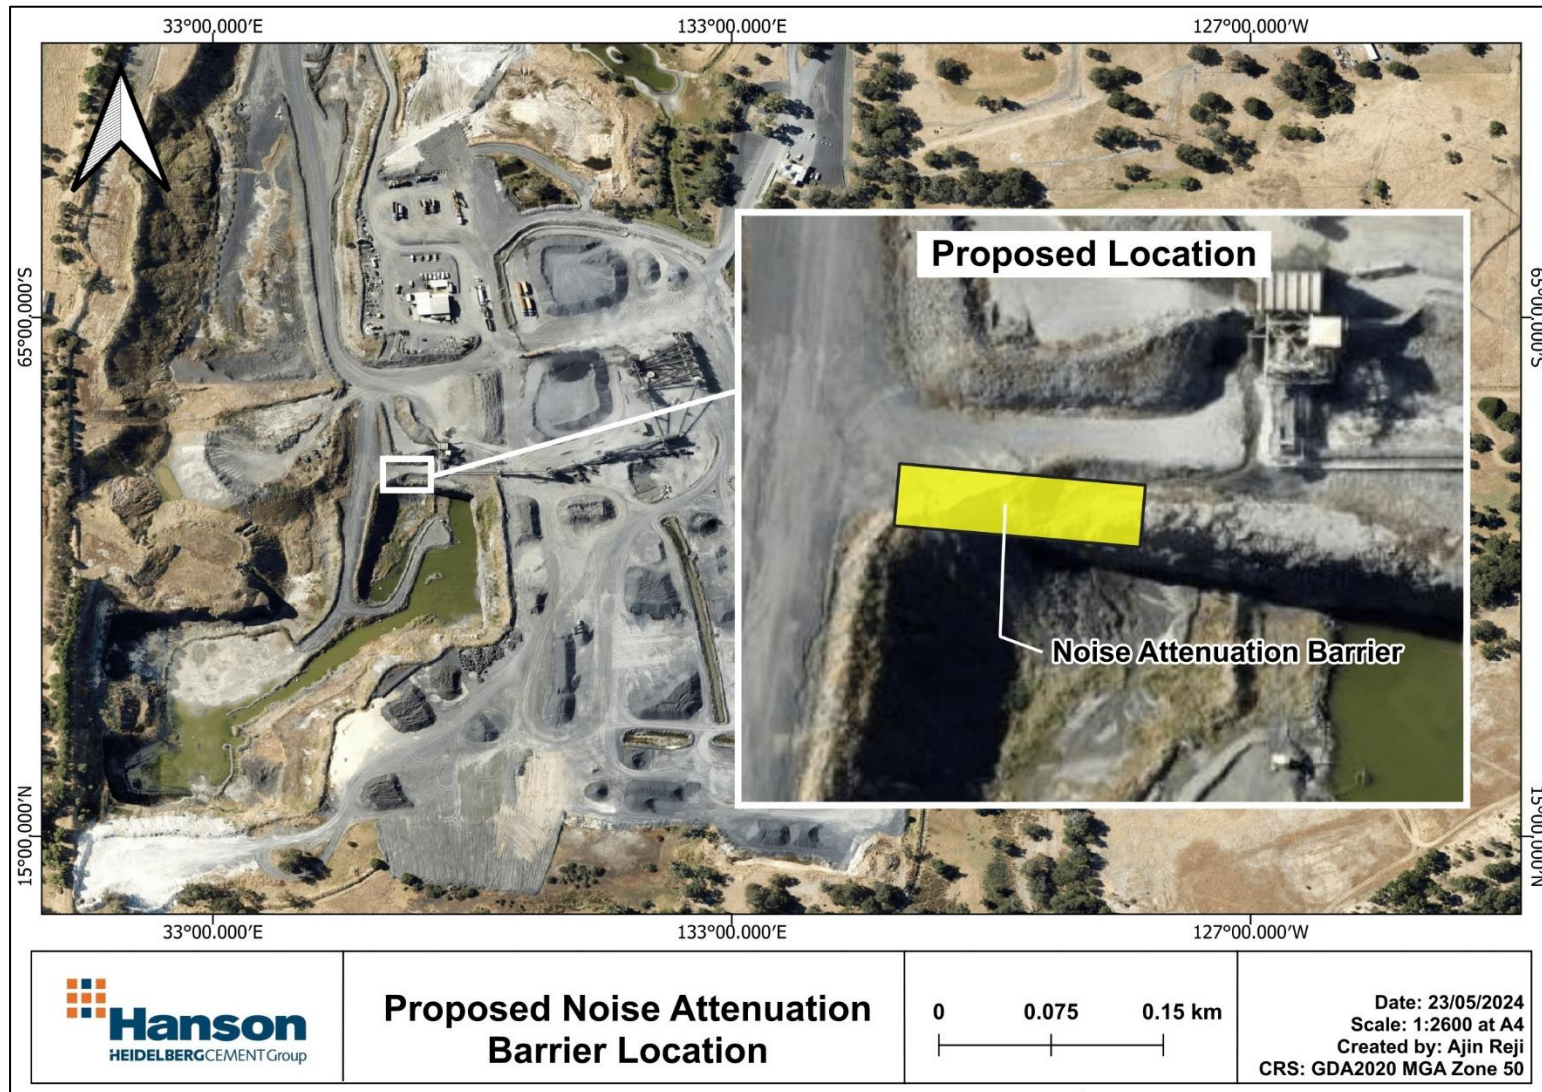 33°00.000′E
133°00.000′E
127°00.000′W
65°00.000′S
65°00.000′S
Proposed Location
Noise Attenuation Barrier
15°00.000′N
15°00.000′N
33°00.000′E
133°00.000′E
127°00.000′W
Hanson
HEIDELBERGCEMENT Group
Proposed Noise Attenuation
Barrier Location
0 0.075 0.15 km
Date: 23/05/2024
Scale: 1:2600 at A4
Created by: Ajin Reji
CRS: GDA2020 MGA Zone 50